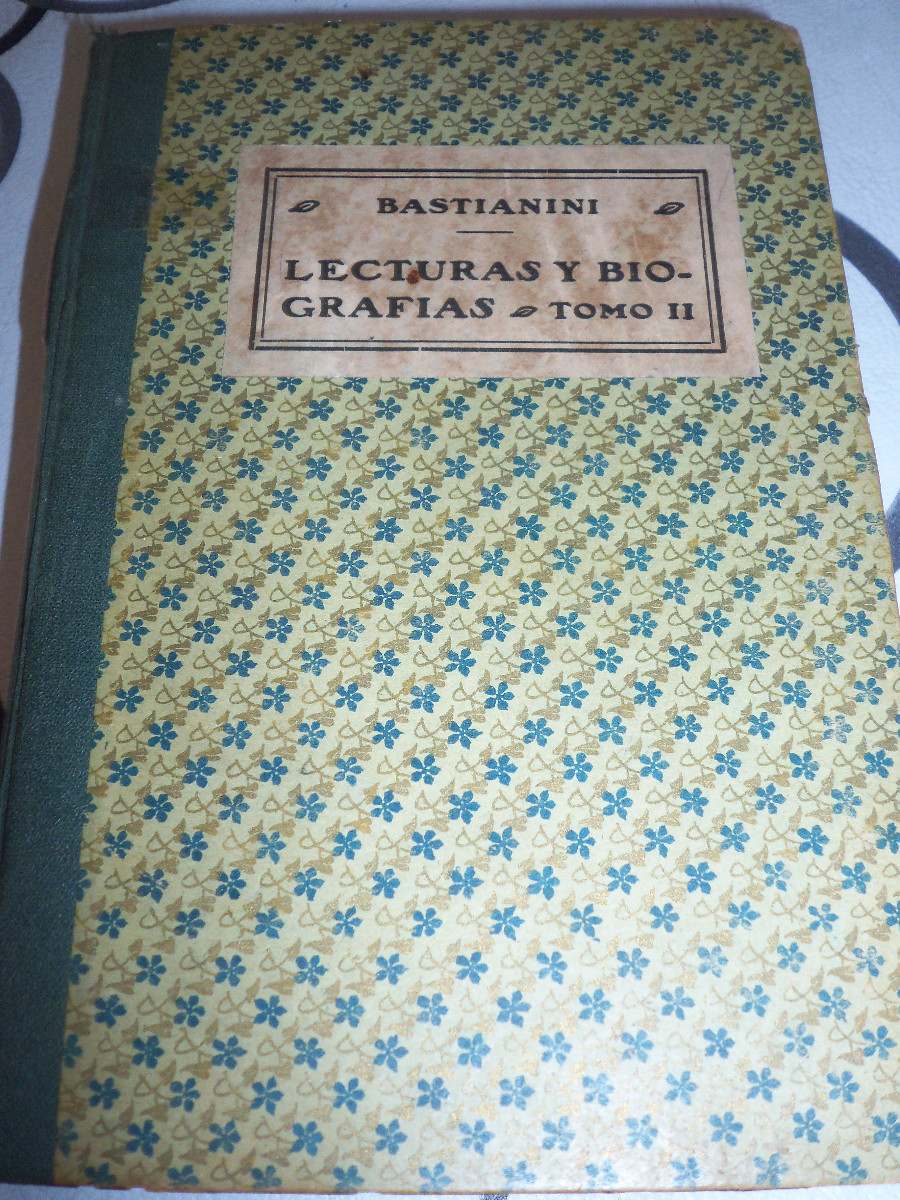 BASTIANINI
LECTURAS Y BIO-
GRAFIAS TOMO II